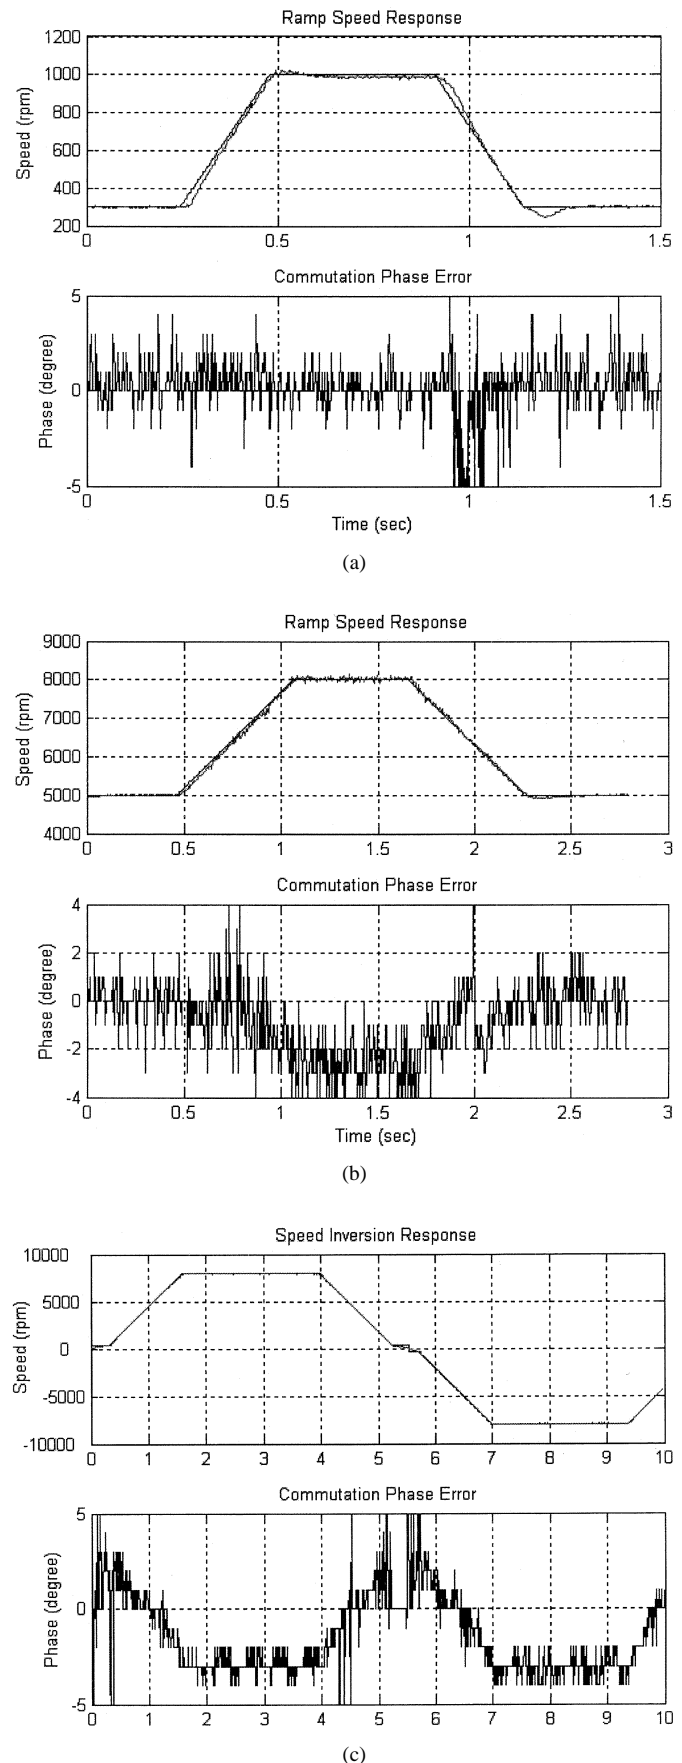 Ramp Speed Response
1200
1000
800
600
400
200
Speed (rpm)
0 0.5 1 1.5
Commutation Phase Error
5
0
-5
Phase (degree)
0 0.5 1 1.5
Time (sec)
(a)
Ramp Speed Response
9000
8000
7000
6000
5000
4000
Speed (rpm)
0 0.5 1 1.5 2 2.5 3
Commutation Phase Error
4
2
0
-2
-4
Phase (degree)
0 0.5 1 1.5 2 2.5 3
Time (sec)
(b)
Speed Inversion Response
10000
5000
0
-5000
-10000
Speed (rpm)
0 1 2 3 4 5 6 7 8 9 10
Commutation Phase Error
5
0
-5
Phase (degree)
0 1 2 3 4 5 6 7 8 9 10
(c)